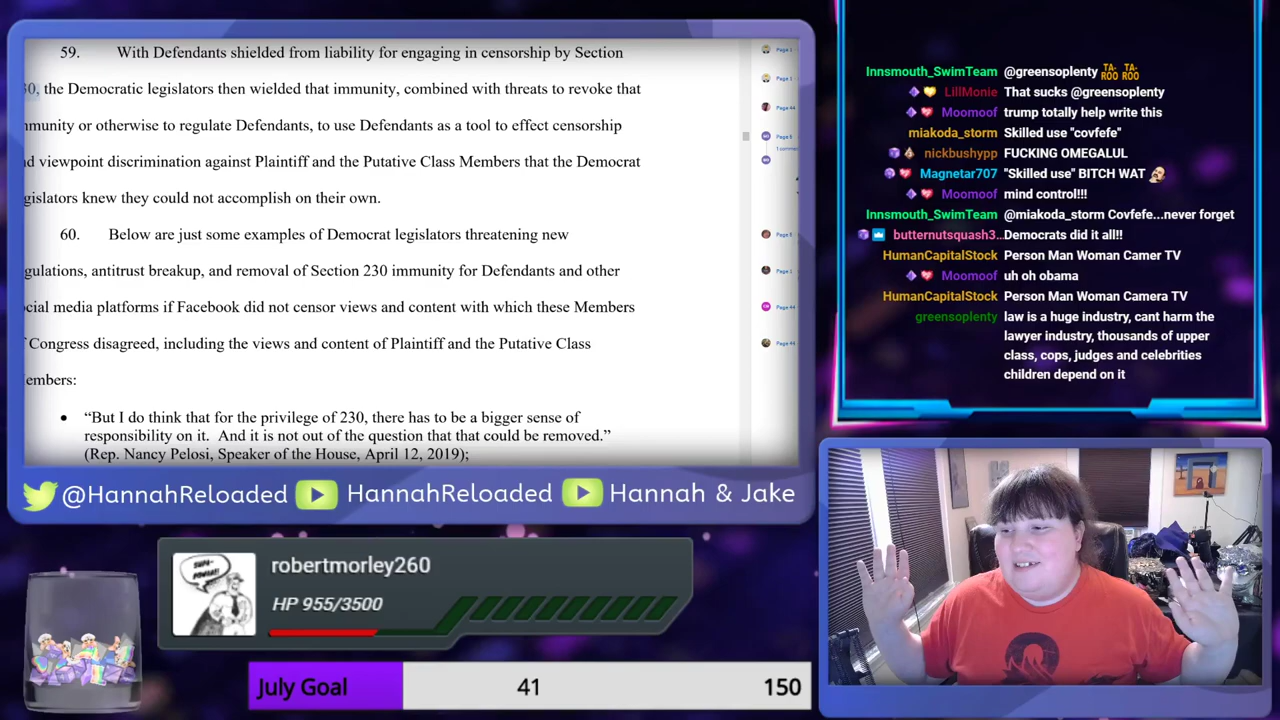 59. With Defendants shielded from liability for engaging in censorship by Section
30, the Democratic legislators then wielded that immunity, combined with threats to revoke that
munity or otherwise to regulate Defendants, to use Defendants as a tool to effect censorship
d viewpoint discrimination against Plaintiff and the Putative Class Members that the Democrat
gislators knew they could not accomplish on their own.
60. Below are just some examples of Democrat legislators threatening new
gulations, antitrust breakup, and removal of Section 230 immunity for Defendants and other
cial media platforms if Facebook did not censor views and content with which these Members
Congress disagreed, including the views and content of Plaintiff and the Putative Class
embers:
• “But I do think that for the privilege of 230, there has to be a bigger sense of
responsibility on it. And it is not out of the question that that could be removed.”
(Rep. Nancy Pelosi, Speaker of the House, April 12, 2019);
@HannahReloaded HannahReloaded Hannah & Jake
robertmorley260
HP 955/3500
July Goal 41 150
Innsmouth_SwimTeam @greensoplenty TA-ROO TA-ROO
LillMonie That sucks @greensoplenty
Moomoof trump totally help write this
miakoda_storm Skilled use "covfefe"
nickbushypp FUCKING OMEGALUL
Magnetar707 "Skilled use" BITCH WAT
Moomoof mind control!!!
Innsmouth_SwimTeam @miakoda_storm Covfefe...never forget
butternutsquash3... Democrats did it all!!
HumanCapitalStock Person Man Woman Camer TV
Moomoof uh oh obama
HumanCapitalStock Person Man Woman Camera TV
greensoplenty law is a huge industry, cant harm the
lawyer industry, thousands of upper
class, cops, judges and celebrities
children depend on it